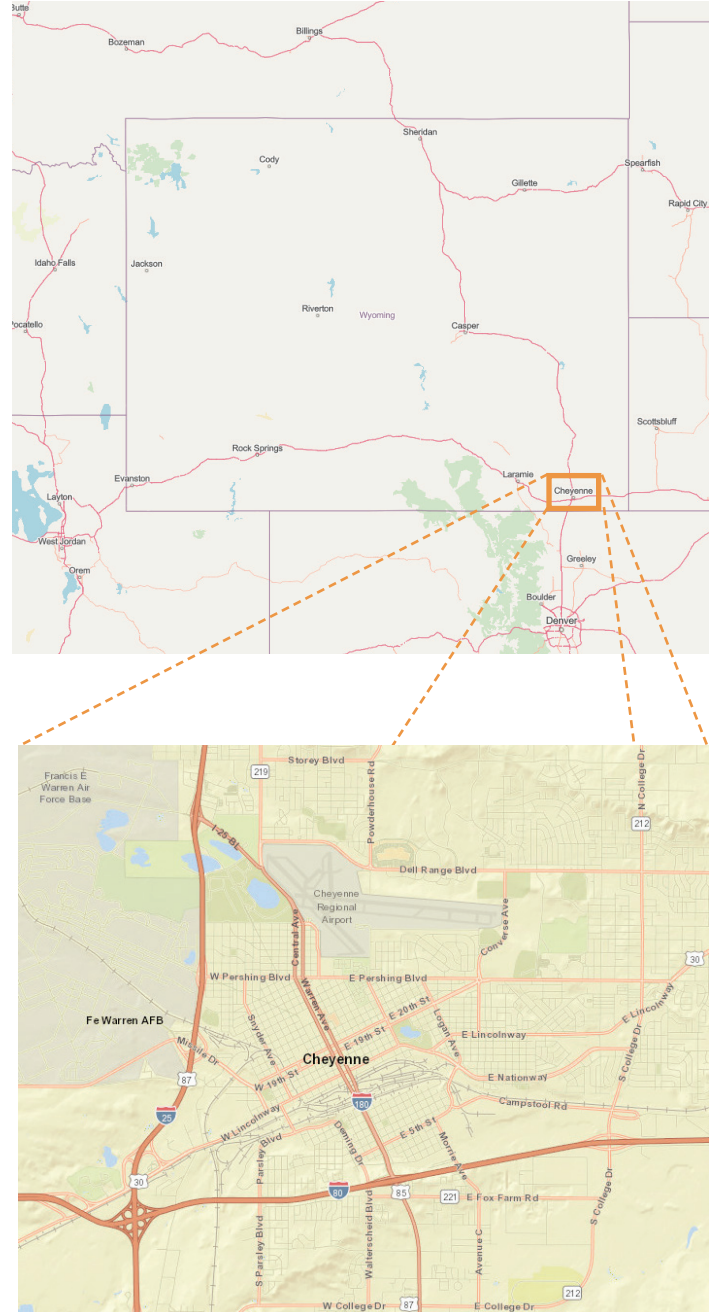 Butte
Bozeman
Billings
Sheridan
Cody
Gillette
Spearfish
Rapid City
Idaho Falls
Jackson
Riverton
Wyoming
Pocatello
Casper
Scottsbluff
Rock Springs
Laramie
Evanston
Cheyenne
Layton
West Jordan
Orem
Greeley
Boulder
Denver
Francis E
Warren Air
Force Base
219
Storey Blvd
Powderhouse Rd
N College Dr
212
I-25 BL
Dell Range Blvd
Cheyenne
Regional
Airport
Central Ave
Converse Ave
30
W Pershing Blvd
E Pershing Blvd
Warren Ave
E 20th St
E Lincolnway
Fe Warren AFB
Snyder Ave
E 19th St
Logan Ave
E Lincolnway
Missile Dr
Cheyenne
S College Dr
87
W 19th St
E Nationway
25
180
Campstool Rd
W Lincolnway
E 5th St
Deming Dr
Morrie Ave
Parsley Blvd
30
80
85
221
E Fox Farm Rd
S College Dr
S Parsley Blvd
Walterscheid Blvd
Avenue C
212
W College Dr
87
E College Dr